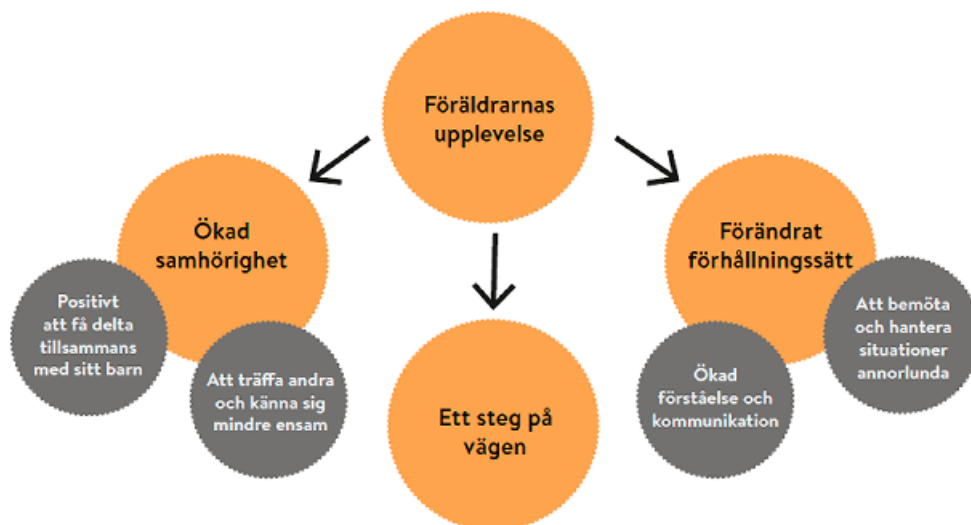 Föräldrarnas
upplevelse
Ökad
samhörighet
Positivt
att få delta
tillsammans
med sitt barn
Att träffa andra
och känna sig
mindre ensam
Ett steg på
vägen
Förändrat
förhållningssätt
Ökad
förståelse och
kommunikation
Att bemöta
och hantera
situationer
annorlunda